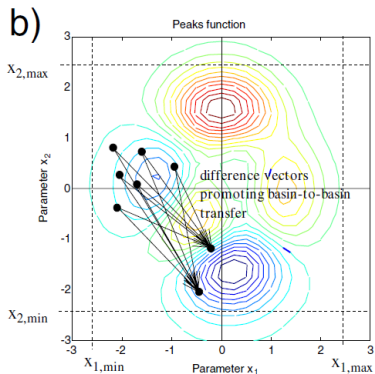 b)
Peaks function
3
x2,max
2
1
0
-1
-2
x2,min
-3
Parameter x2
difference vectors
promoting basin-to-basin
transfer
-3 -2 -1 0 1 2 3
x1,min
Parameter x1
x1,max